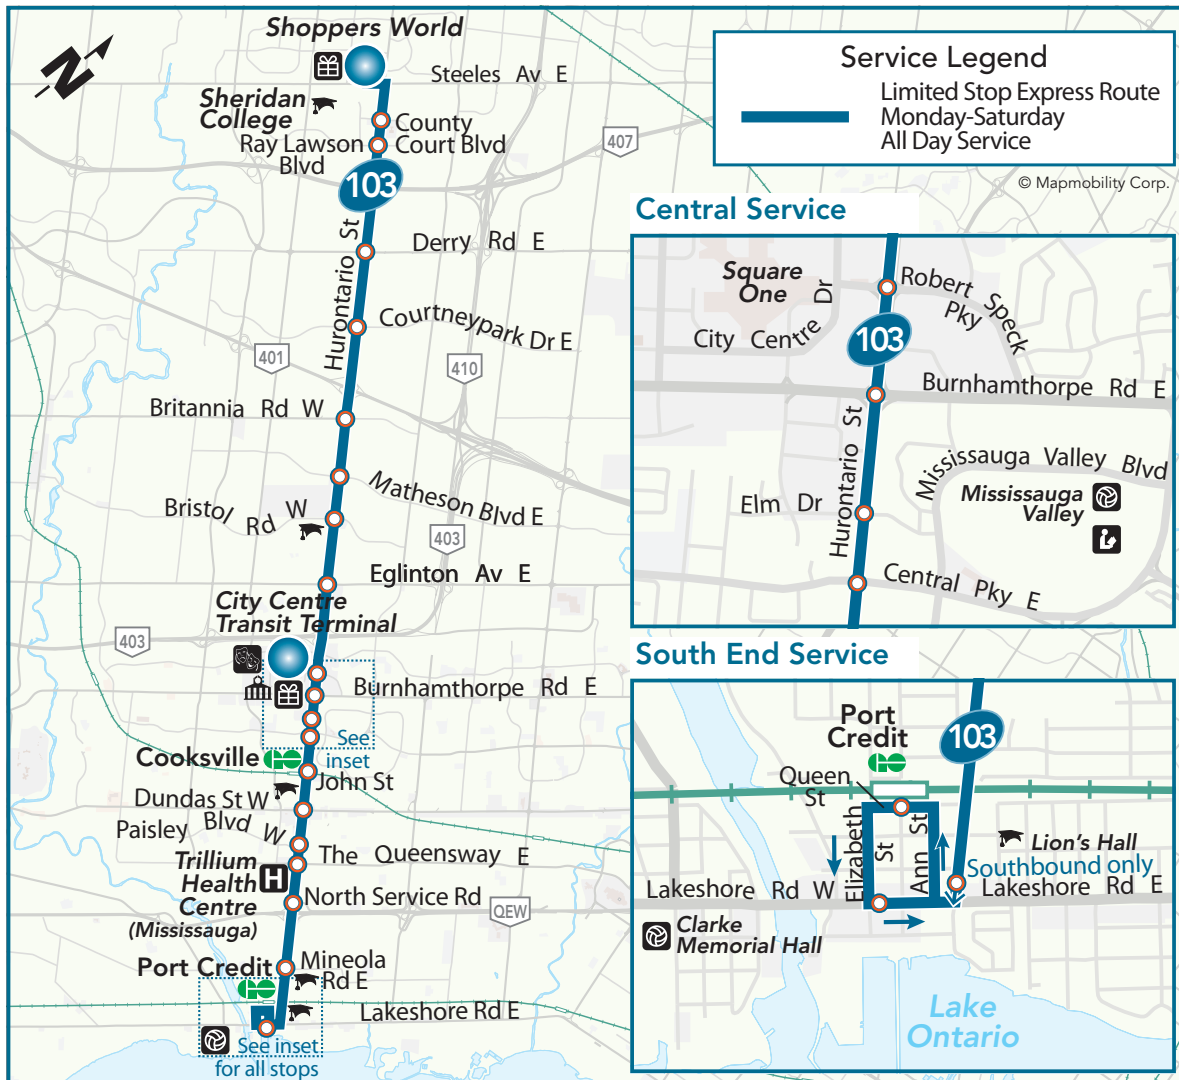 Shoppers World
N
Steeles Av E
Sheridan
College
County
Court Blvd
Ray Lawson
Blvd
407
103
Hurontario St
Derry Rd E
Courtneypark Dr E
401
410
Britannia Rd W
Matheson Blvd E
Bristol Rd W
403
Eglinton Av E
City Centre
Transit Terminal
403
Burnhamthorpe Rd E
See
inset
Cooksville
GO
John St
Dundas St W
Paisley Blvd W
The Queensway E
Trillium
Health
Centre
(Mississauga)
H
North Service Rd
QEW
Port Credit
GO
Mineola
Rd E
Lakeshore Rd E
See inset
for all stops
Service Legend
Limited Stop Express Route
Monday-Saturday
All Day Service
© Mapmobility Corp.
Central Service
Square
One
Robert Speck
Pky
City Centre Dr
103
Burnhamthorpe Rd E
Hurontario St
Mississauga Valley Blvd
Mississauga
Valley
Elm Dr
Central Pky E
South End Service
Port
Credit
GO
103
Queen
St
Elizabeth
St
Ann St
Lion's Hall
Southbound only
Lakeshore Rd W
Lakeshore Rd E
Clarke
Memorial Hall
Lake
Ontario